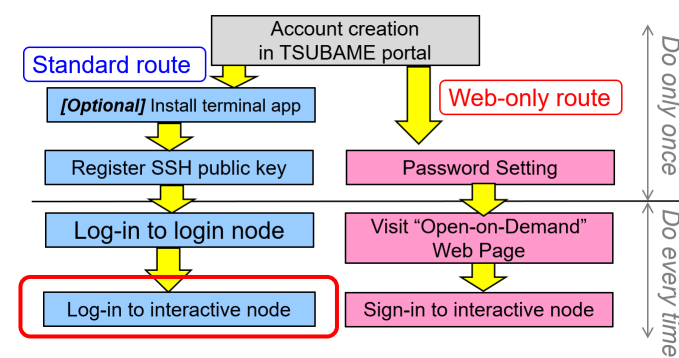 Account creation
in TSUBAME portal
Standard route
Web-only route
[Optional] Install terminal app
Register SSH public key
Password Setting
Do only once
Log-in to login node
Visit “Open-on-Demand”
Web Page
Log-in to interactive node
Sign-in to interactive node
Do every time